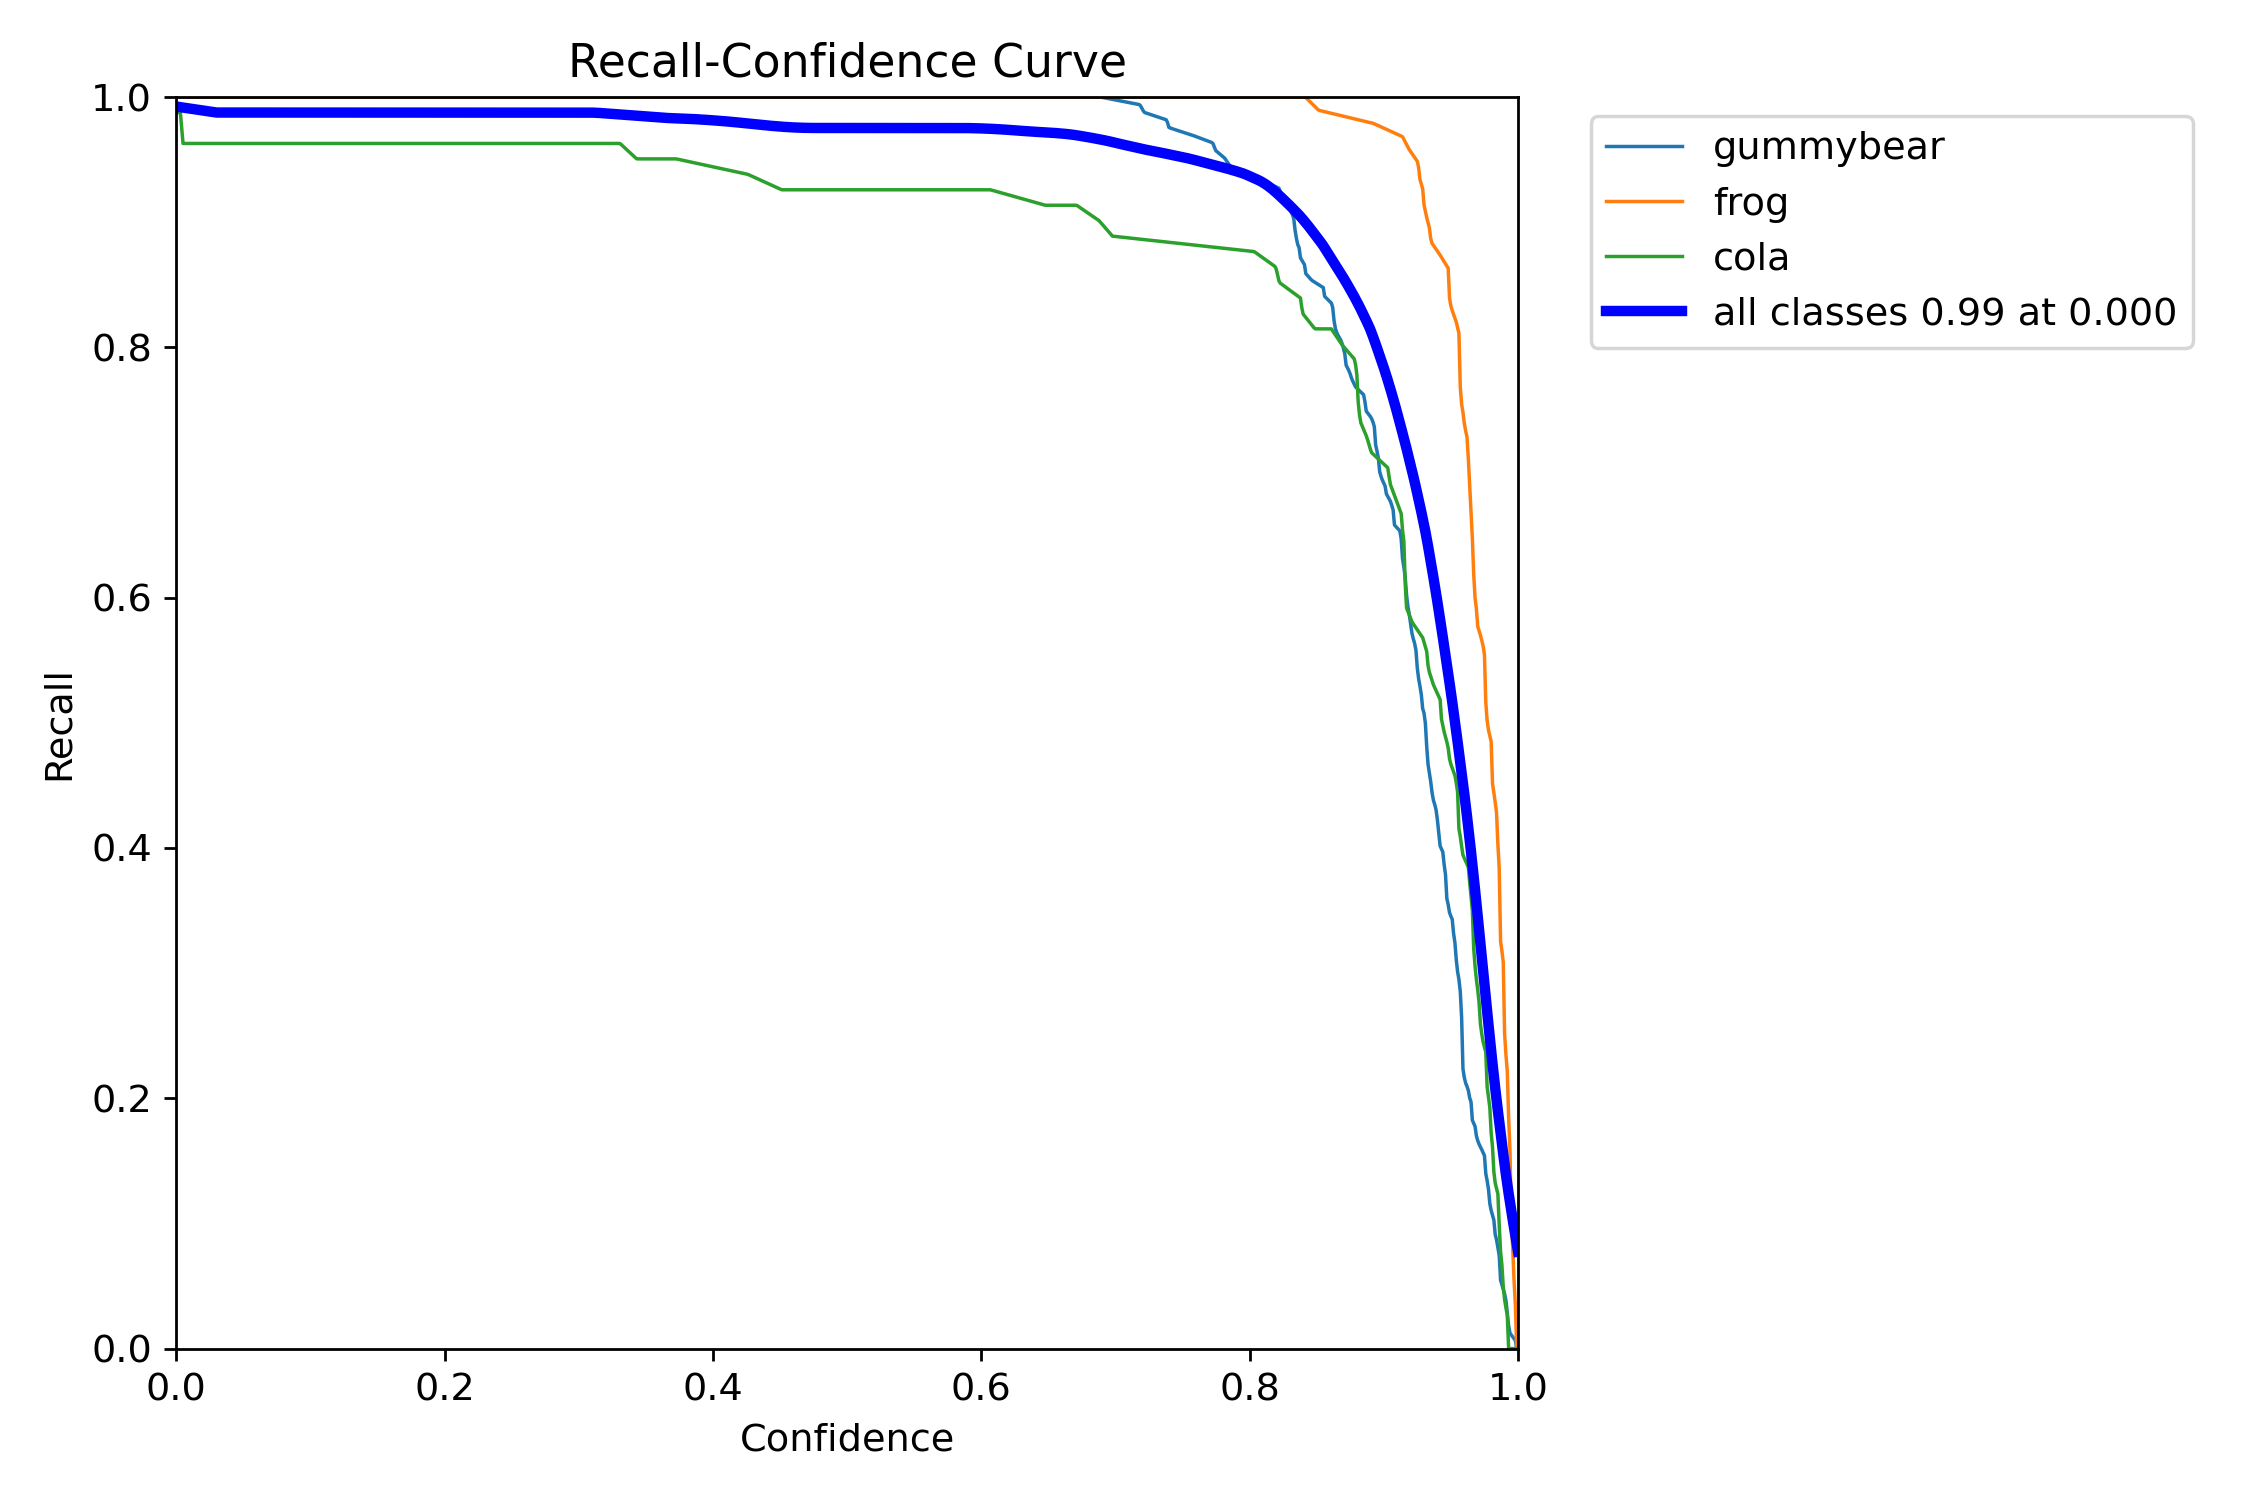 Recall-Confidence Curve
1.0
0.8
0.6
0.4
0.2
0.0
Recall
0.0 0.2 0.4 0.6 0.8 1.0
Confidence
gummybear
frog
cola
all classes 0.99 at 0.000